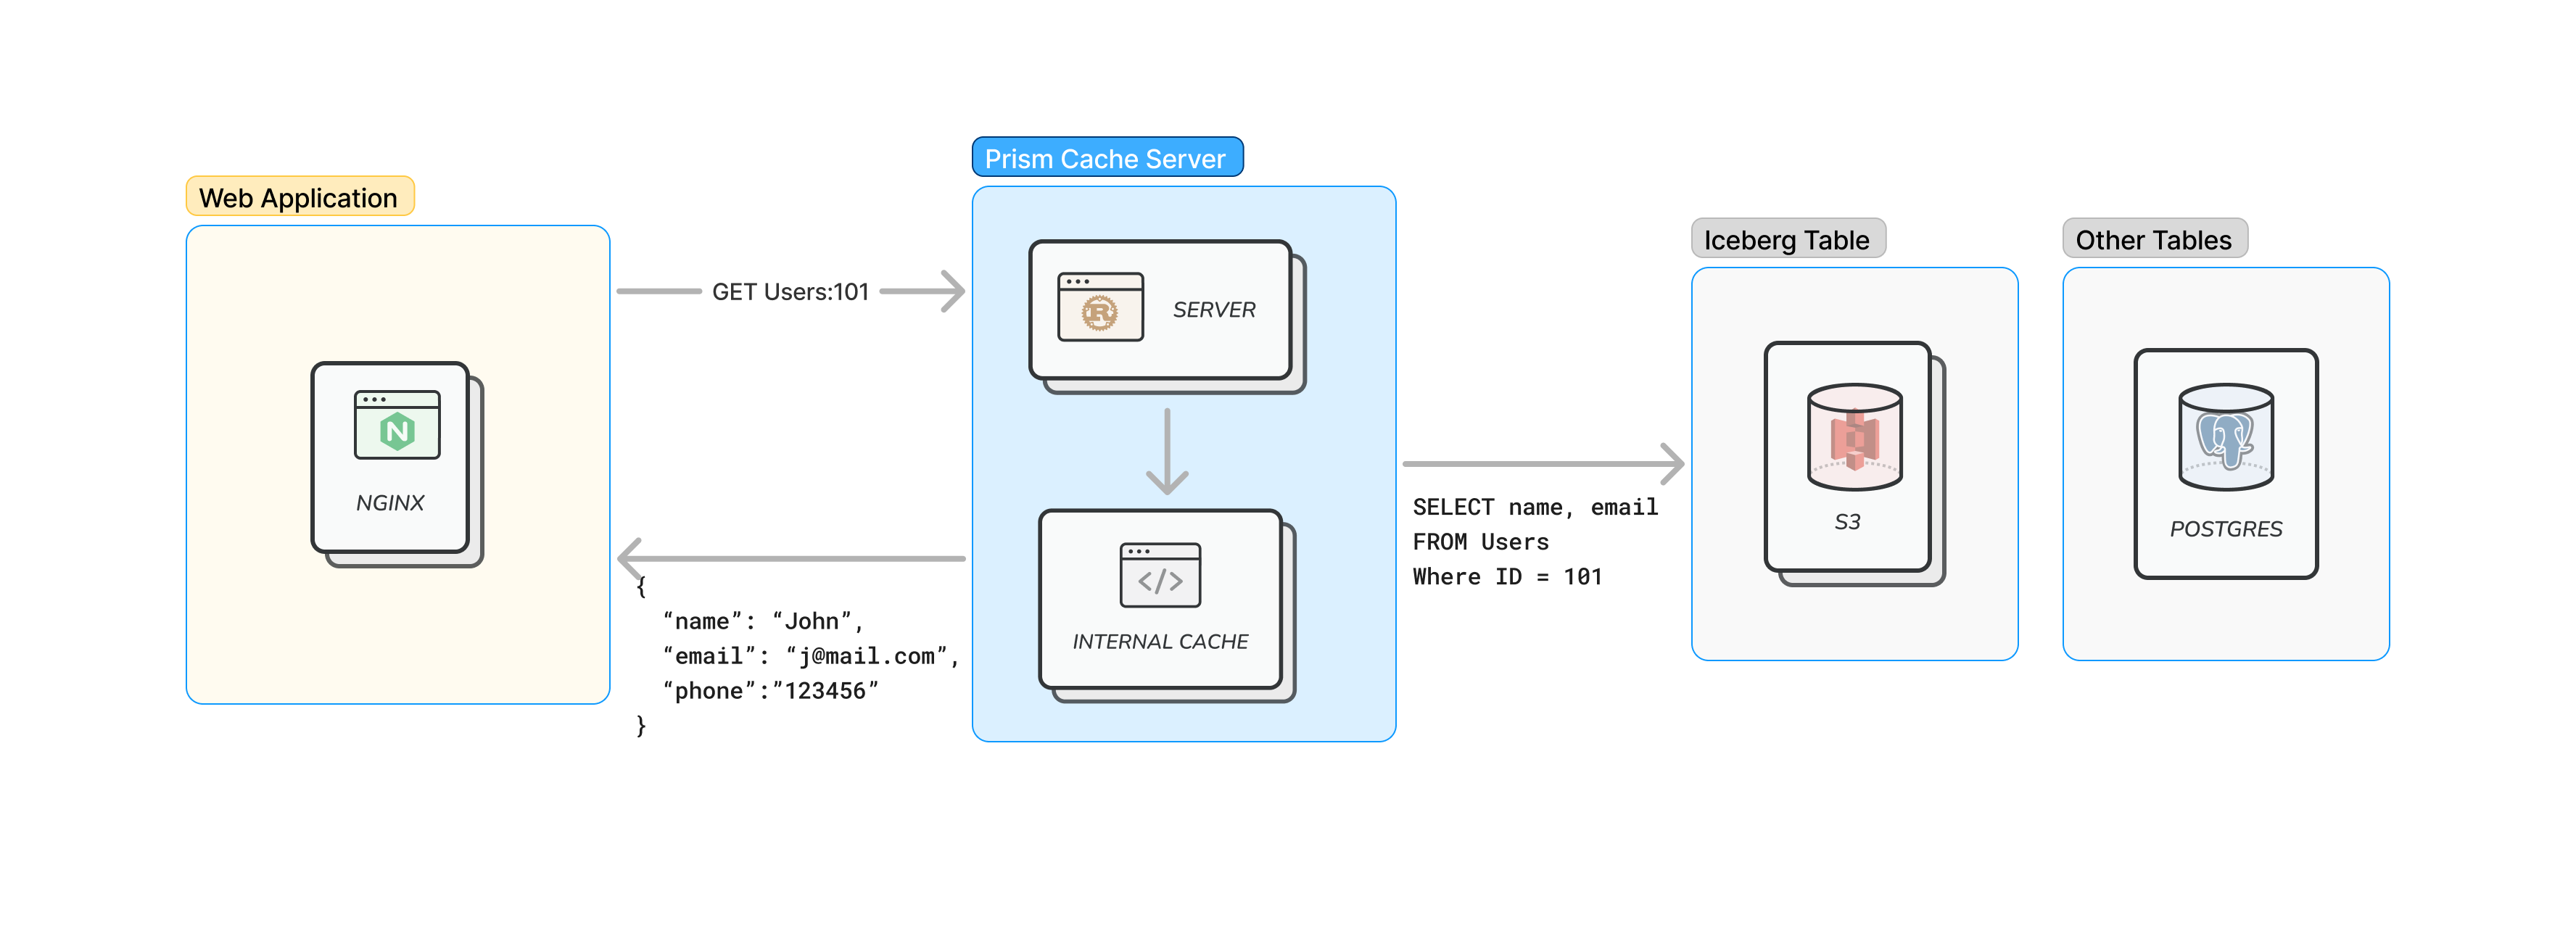 Prism Cache Server
Web Application
Iceberg Table
Other Tables
GET Users:101
SERVER
NGINX
SELECT name, email
FROM Users
Where ID = 101
S3
POSTGRES
{
“name”: “John”,
“email”: “j@mail.com”,
“phone”:”123456”
}
INTERNAL CACHE